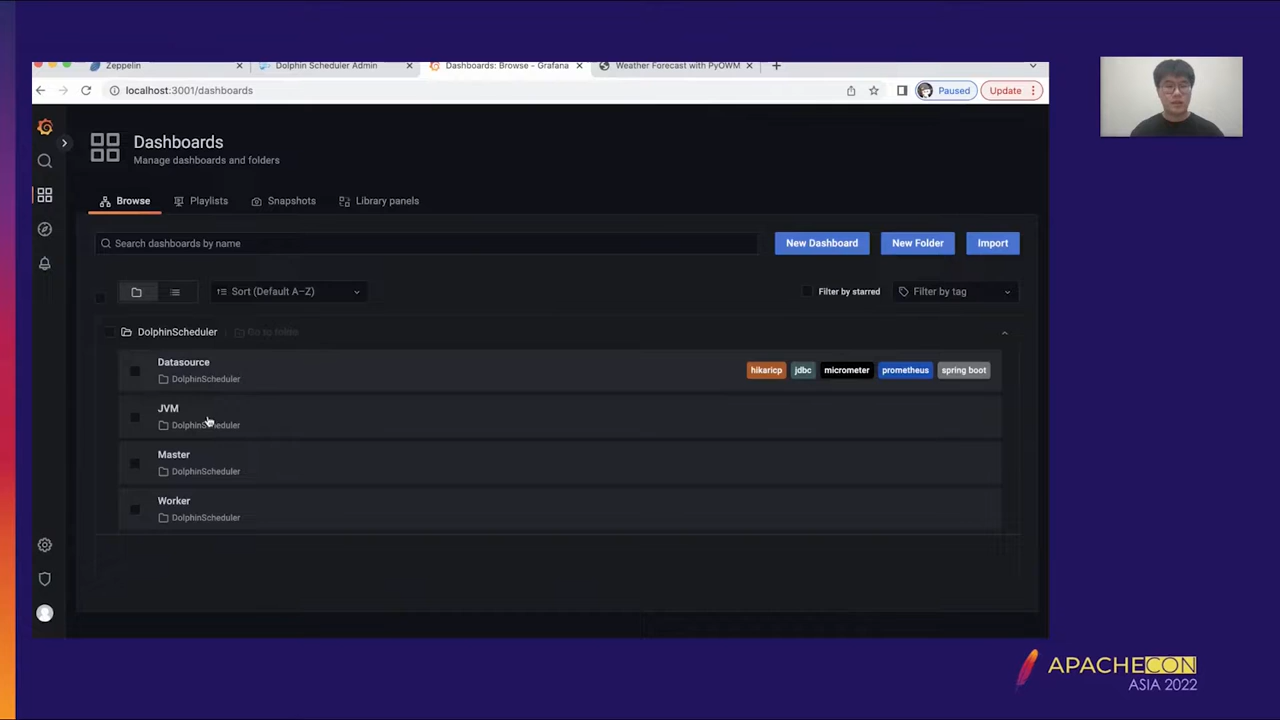 Zeppelin
Dolphin Scheduler Admin
Dashboards: Browse - Grafana
Weather Forecast with PyOWM
localhost:3001/dashboards
Paused
Update
Dashboards
Manage dashboards and folders
Browse
Playlists
Snapshots
Library panels
Search dashboards by name
New Dashboard
New Folder
Import
Sort (Default A–Z)
Filter by starred
Filter by tag
DolphinScheduler
Go to folder
Datasource
DolphinScheduler
hikaricp
jdbc
micrometer
prometheus
spring boot
JVM
DolphinScheduler
Master
DolphinScheduler
Worker
DolphinScheduler
APACHECON
ASIA 2022